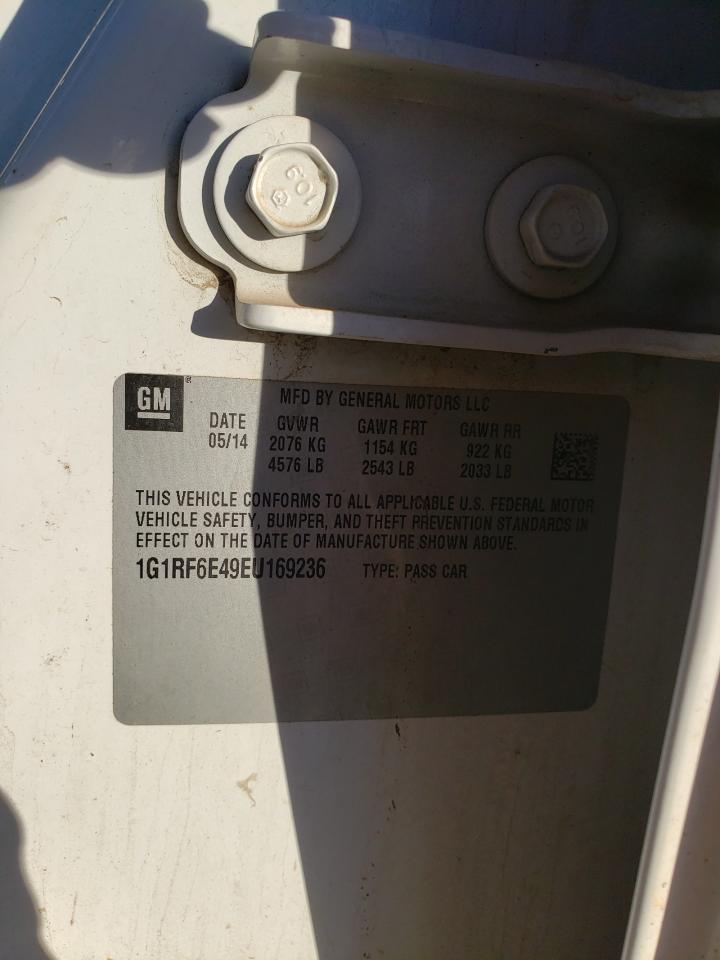 109
109
GM ®
MFD BY GENERAL MOTORS LLC
DATE GVWR GAWR FRT GAWR RR
05/14 2076 KG 1154 KG 922 KG
4576 LB 2543 LB 2033 LB
THIS VEHICLE CONFORMS TO ALL APPLICABLE U.S. FEDERAL MOTOR
VEHICLE SAFETY, BUMPER, AND THEFT PREVENTION STANDARDS IN
EFFECT ON THE DATE OF MANUFACTURE SHOWN ABOVE.
1G1RF6E49EU169236 TYPE: PASS CAR